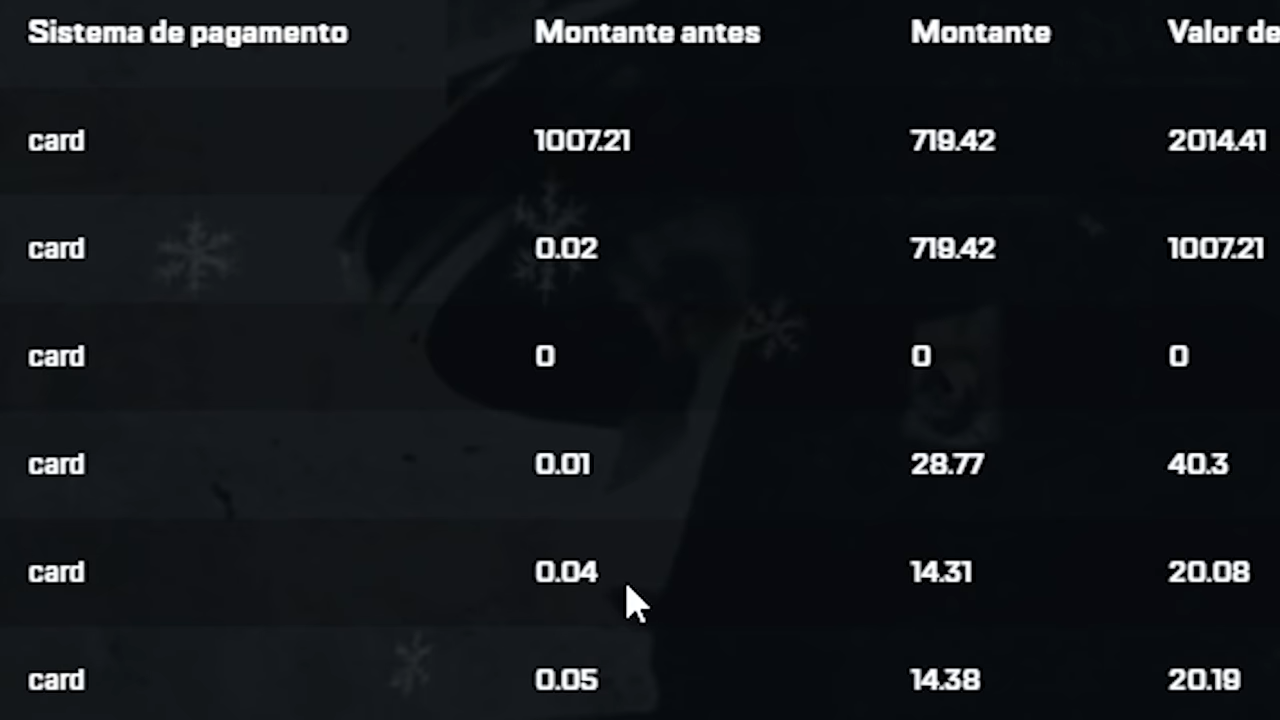 Sistema de pagamento Montante antes Montante Valor de
card 1007.21 719.42 2014.41
card 0.02 719.42 1007.21
card 0 0 0
card 0.01 28.77 40.3
card 0.04 14.31 20.08
card 0.05 14.38 20.19